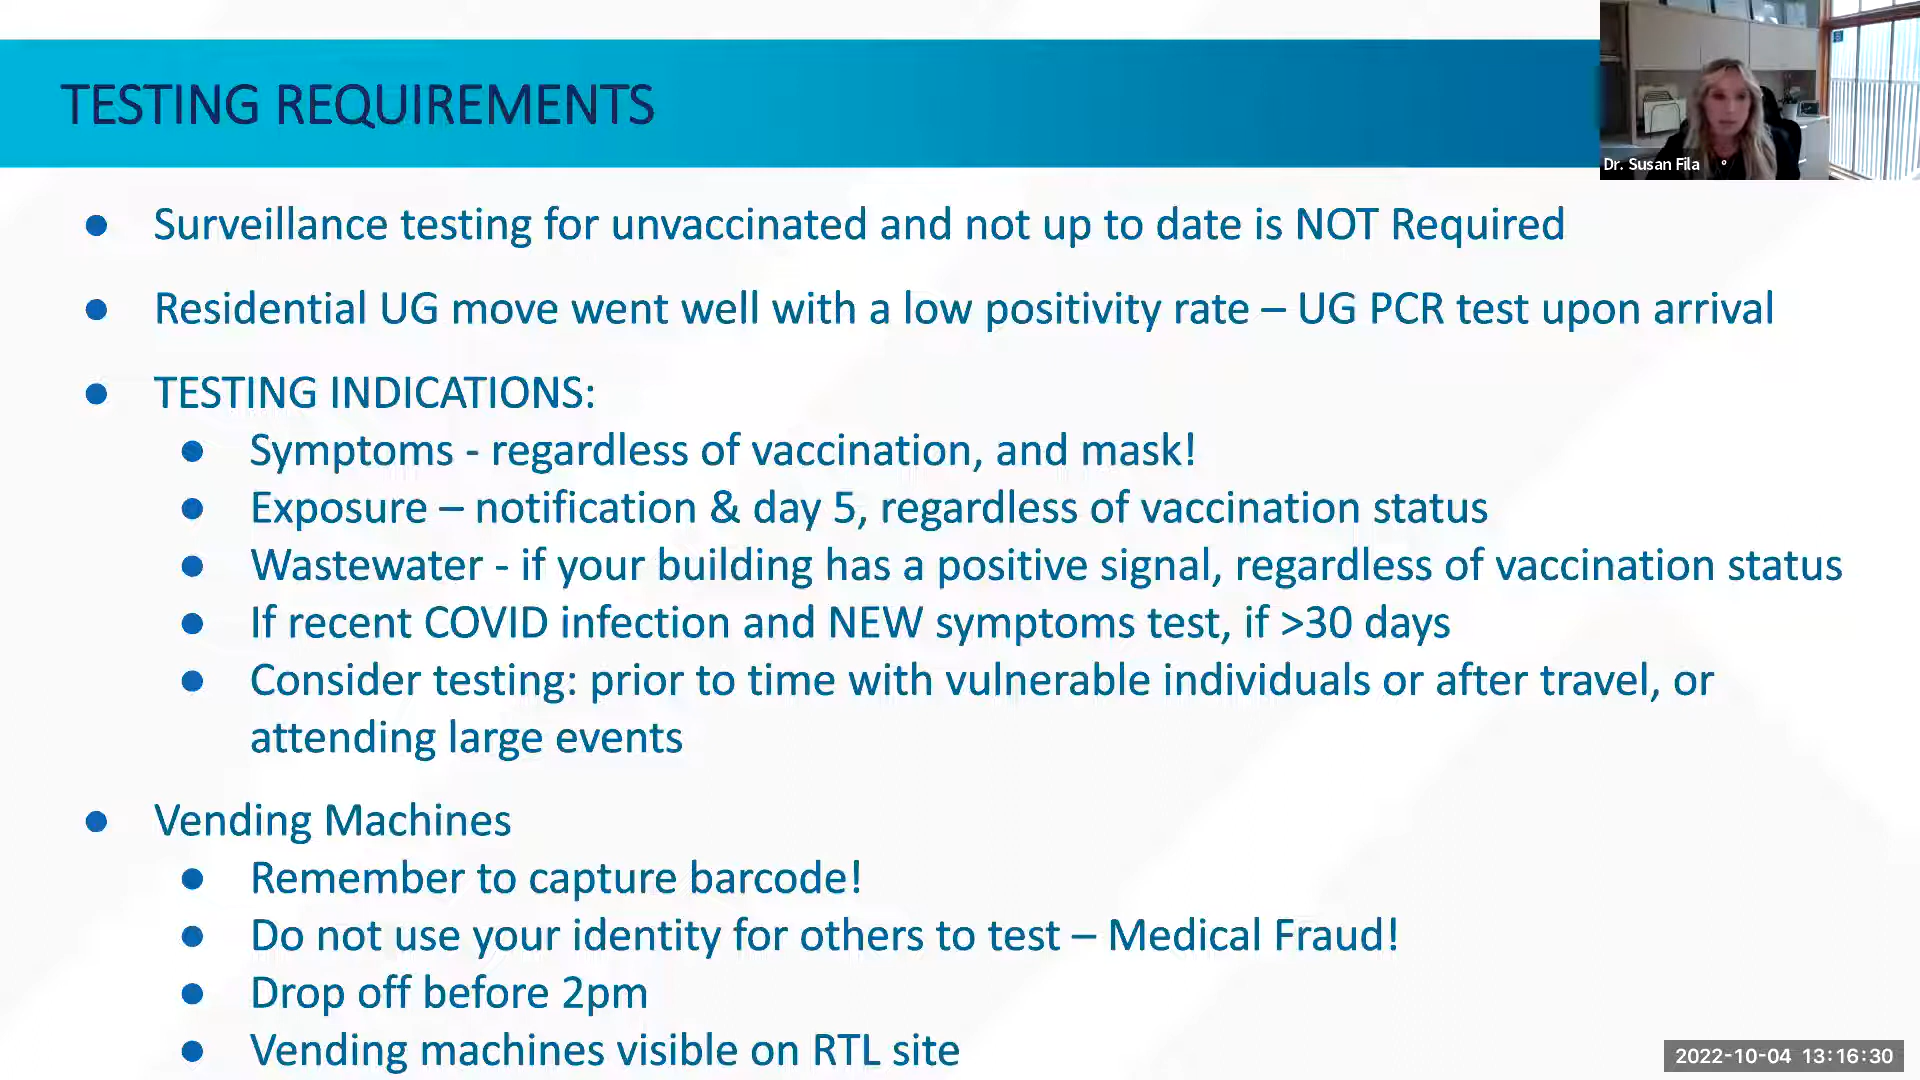 TESTING REQUIREMENTS
Dr. Susan Fila
● Surveillance testing for unvaccinated and not up to date is NOT Required
● Residential UG move went well with a low positivity rate – UG PCR test upon arrival
● TESTING INDICATIONS:
● Symptoms - regardless of vaccination, and mask!
● Exposure – notification & day 5, regardless of vaccination status
● Wastewater - if your building has a positive signal, regardless of vaccination status
● If recent COVID infection and NEW symptoms test, if >30 days
● Consider testing: prior to time with vulnerable individuals or after travel, or
attending large events
● Vending Machines
● Remember to capture barcode!
● Do not use your identity for others to test – Medical Fraud!
● Drop off before 2pm
● Vending machines visible on RTL site
2022-10-04 13:16:30